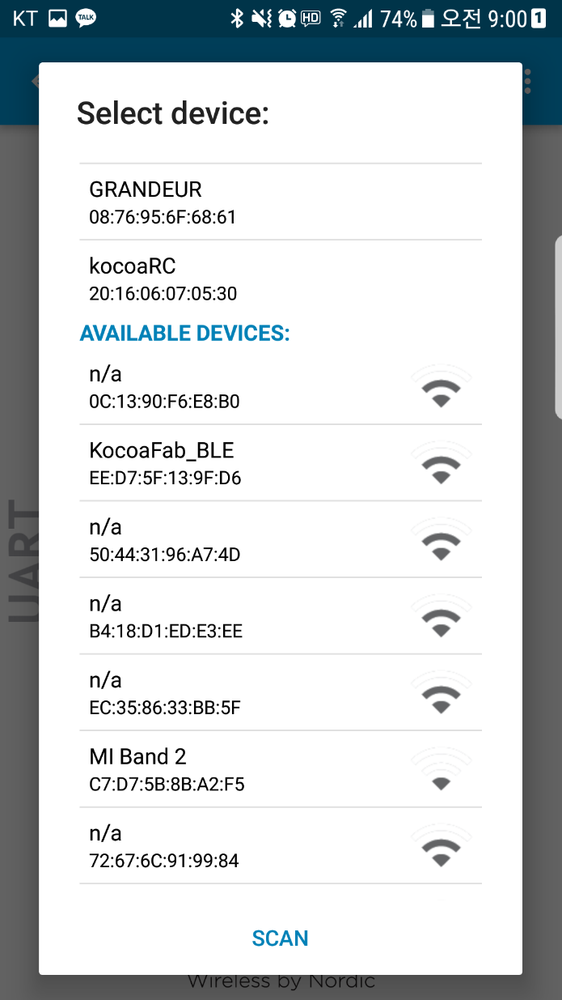 KT TALK HD 74% 오전 9:00 1
Select device:
GRANDEUR
08:76:95:6F:68:61
kocoaRC
20:16:06:07:05:30
AVAILABLE DEVICES:
n/a
0C:13:90:F6:E8:B0
KocoaFab_BLE
EE:D7:5F:13:9F:D6
n/a
50:44:31:96:A7:4D
n/a
B4:18:D1:ED:E3:EE
n/a
EC:35:86:33:BB:5F
MI Band 2
C7:D7:5B:8B:A2:F5
n/a
72:67:6C:91:99:84
SCAN
UART
Wireless by Nordic